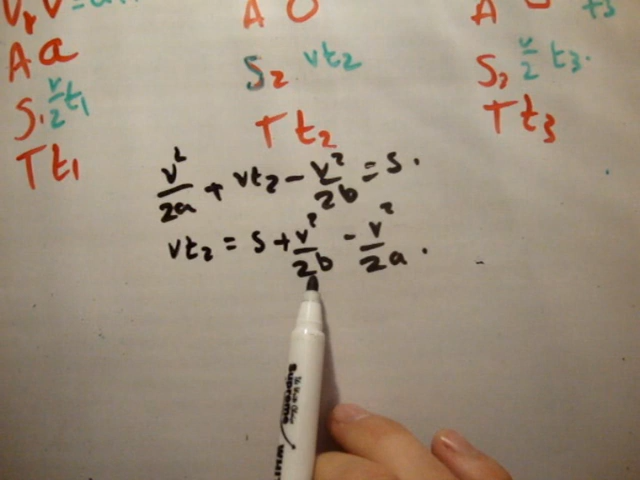 A O A
A a S₂ vt₂ S₃ v/2 t₃.
S₁ v/2 t₁ T t₂ T t₃
T t₁
v²/2a + vt₂ - v²/2b = s.
vt₂ = s + v²/2b - v²/2a.
Supreme